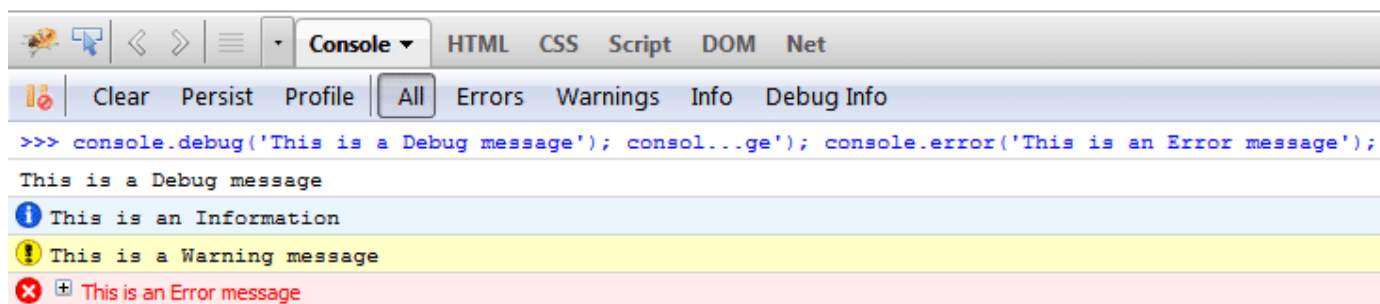 Console HTML CSS Script DOM Net
Clear Persist Profile All Errors Warnings Info Debug Info
>>> console.debug('This is a Debug message'); consol...ge'); console.error('This is an Error message');
This is a Debug message
This is an Information
This is a Warning message
This is an Error message